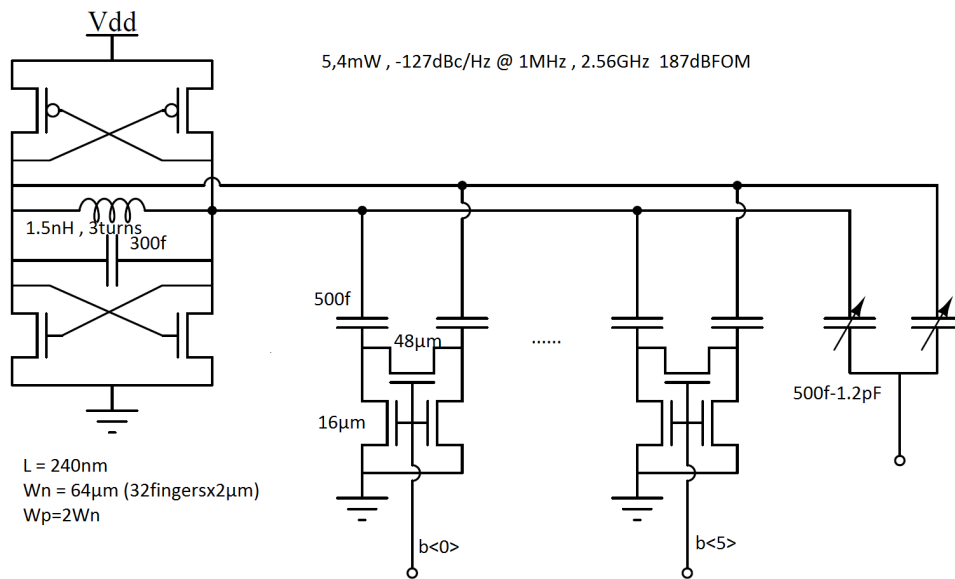 Vdd
5,4mW , -127dBc/Hz @ 1MHz , 2.56GHz 187dBFOM
1.5nH , 3turns
300f
500f
48µm
......
500f-1.2pF
16µm
L = 240nm
Wn = 64µm (32fingersx2µm)
Wp=2Wn
b<0>
b<5>